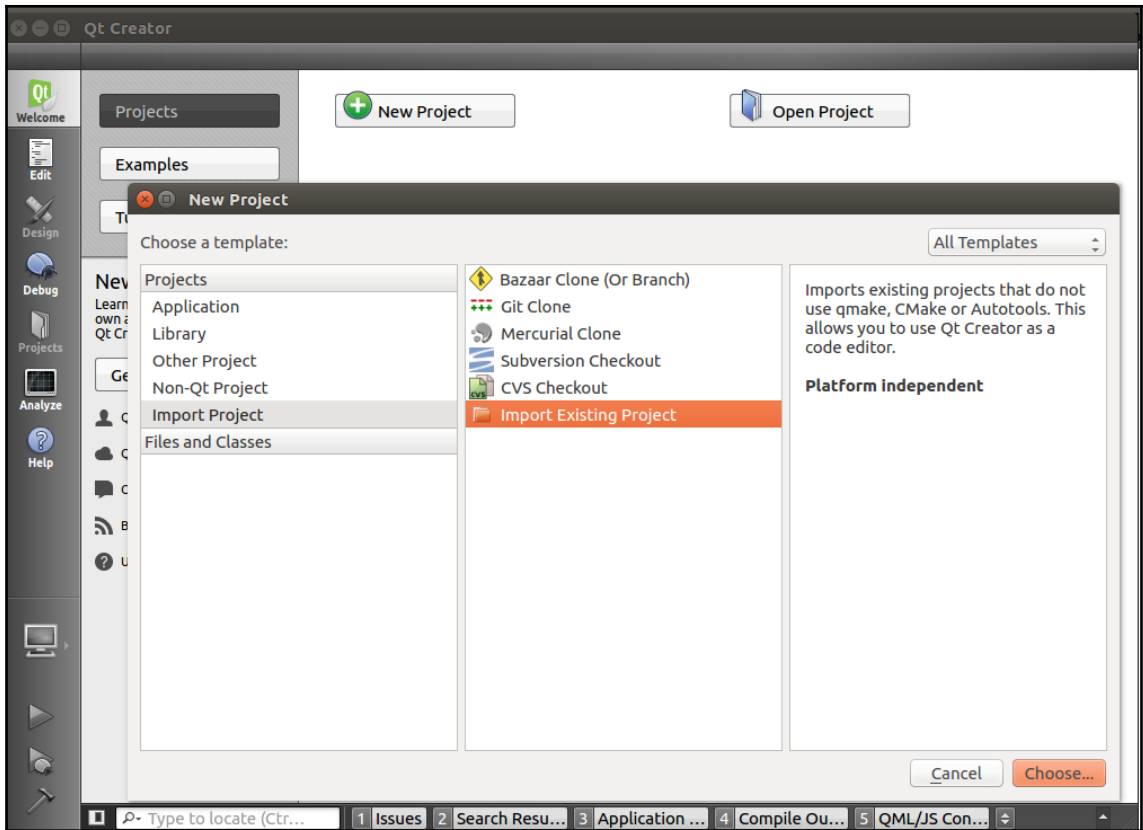 Qt Creator
Qt
Welcome
Edit
Design
Debug
Projects
Analyze
Help
Projects
Examples
New Project
Open Project
New Project
Choose a template:
All Templates
Projects
Application
Library
Other Project
Non-Qt Project
Import Project
Files and Classes
Bazaar Clone (Or Branch)
Git Clone
Mercurial Clone
Subversion Checkout
CVS Checkout
Import Existing Project
Imports existing projects that do not
use qmake, CMake or Autotools. This
allows you to use Qt Creator as a
code editor.
Platform independent
Cancel
Choose...
Type to locate (Ctr...
1 Issues 2 Search Resu... 3 Application ... 4 Compile Ou... 5 QML/JS Con...